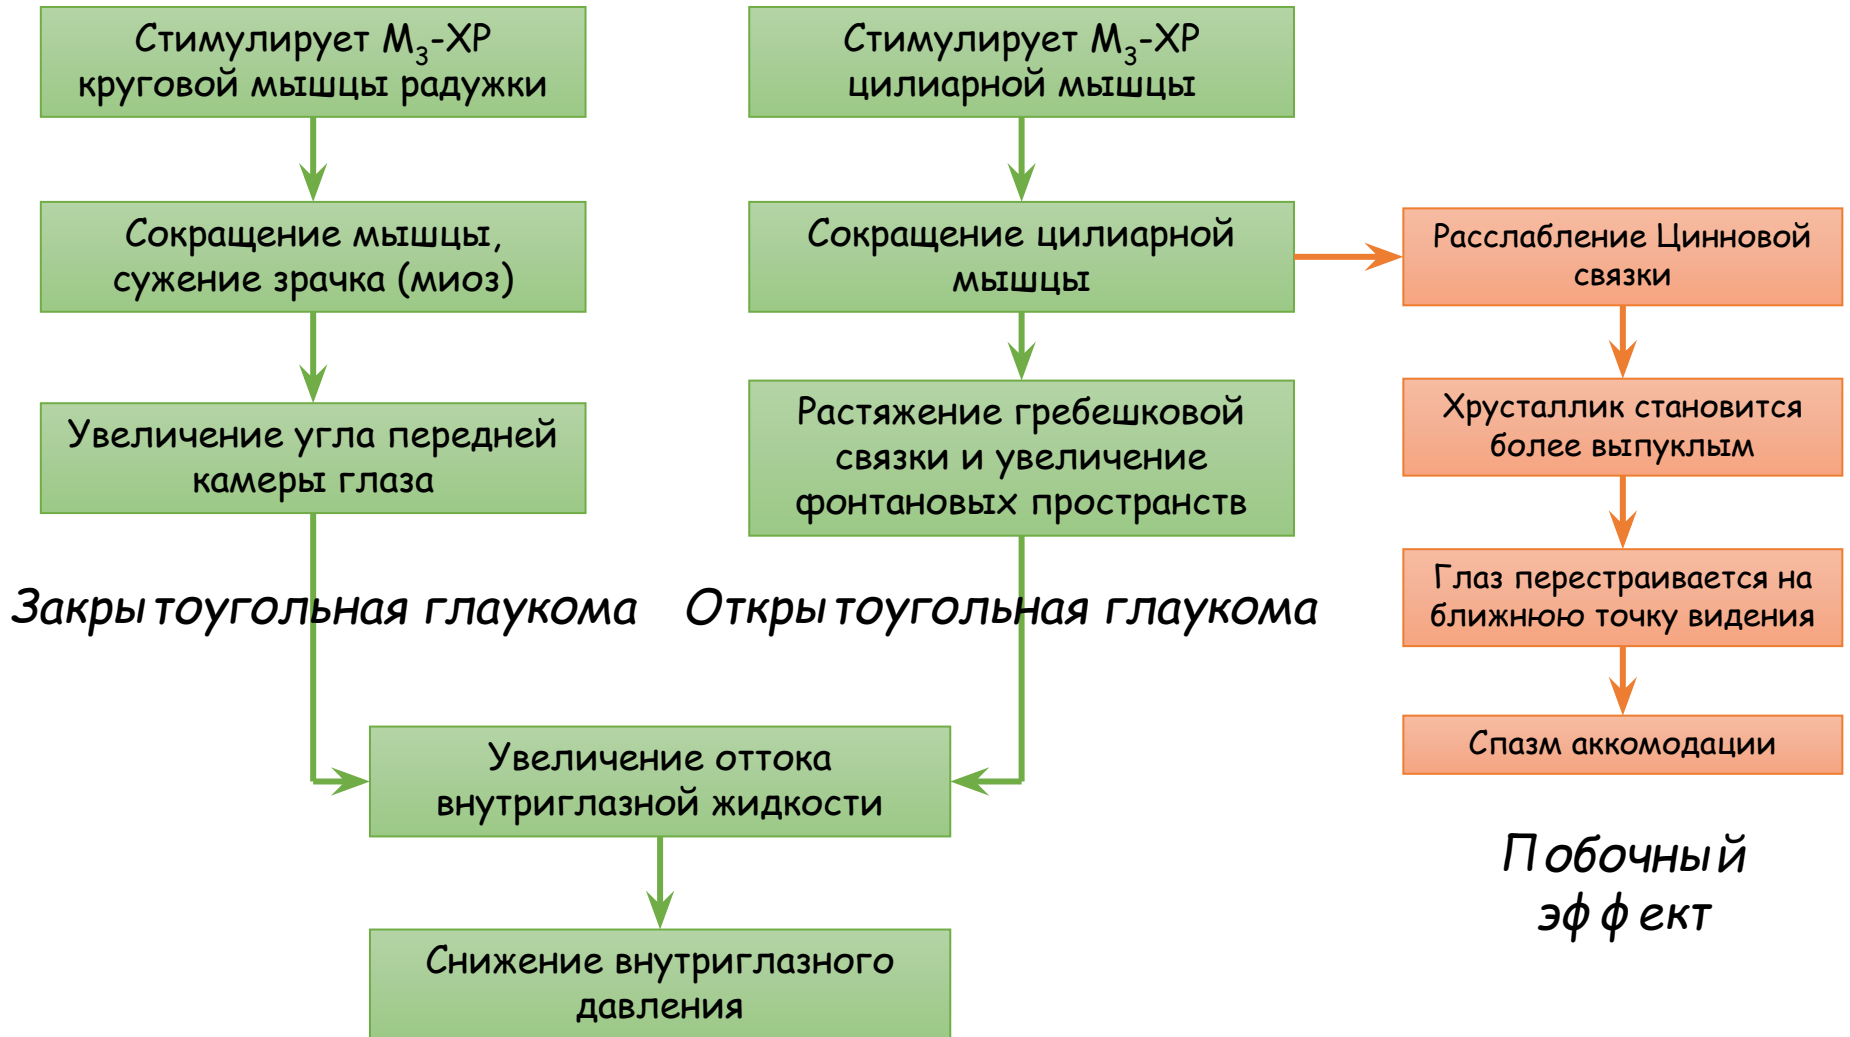 Стимулирует М₃-ХР
круговой мышцы радужки
Сокращение мышцы,
сужение зрачка (миоз)
Увеличение угла передней
камеры глаза
Закрытоугольная глаукома
Стимулирует М₃-ХР
цилиарной мышцы
Сокращение цилиарной
мышцы
Растяжение гребешковой
связки и увеличение
фонтановых пространств
Открытоугольная глаукома
Увеличение оттока
внутриглазной жидкости
Снижение внутриглазного
давления
Расслабление Цинновой
связки
Хрусталлик становится
более выпуклым
Глаз перестраивается на
ближнюю точку видения
Спазм аккомодации
Побочный
эффект